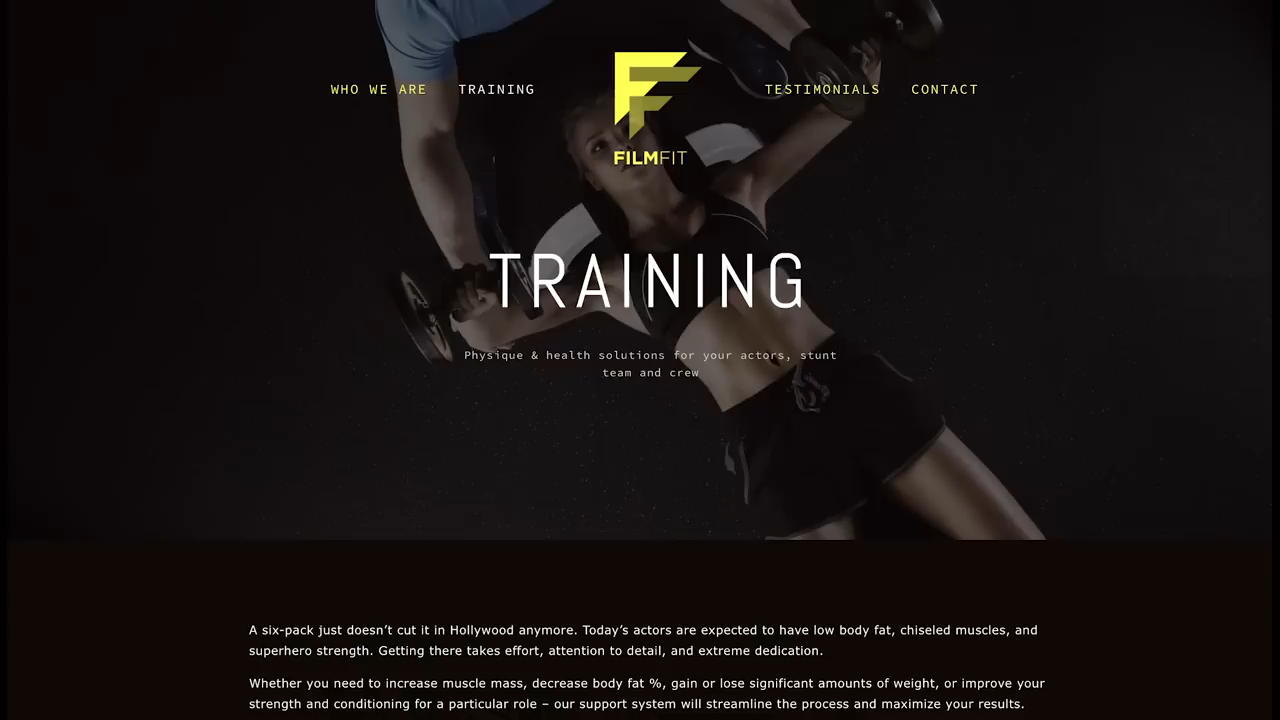 WHO WE ARE TRAINING TESTIMONIALS CONTACT
FILMFIT
TRAINING
Physique & health solutions for your actors, stunt
team and crew
A six-pack just doesn’t cut it in Hollywood anymore. Today’s actors are expected to have low body fat, chiseled muscles, and
superhero strength. Getting there takes effort, attention to detail, and extreme dedication.
Whether you need to increase muscle mass, decrease body fat %, gain or lose significant amounts of weight, or improve your
strength and conditioning for a particular role – our support system will streamline the process and maximize your results.